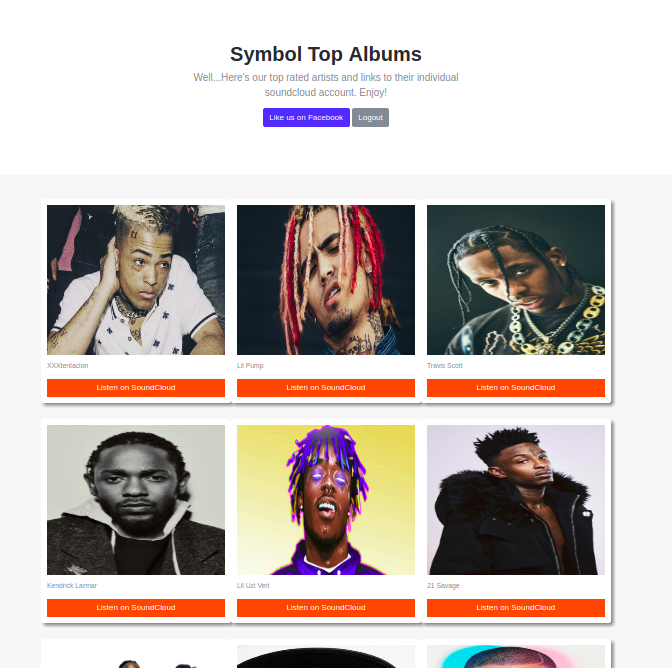 Symbol Top Albums
Well...Here's our top rated artists and links to their individual
soundcloud account. Enjoy!
Like us on Facebook
Logout
XXXtentacion
Lil Pump
Travis Scott
Listen on SoundCloud
Listen on SoundCloud
Listen on SoundCloud
Kendrick Larmar
Lil Uzi Vert
21 Savage
Listen on SoundCloud
Listen on SoundCloud
Listen on SoundCloud